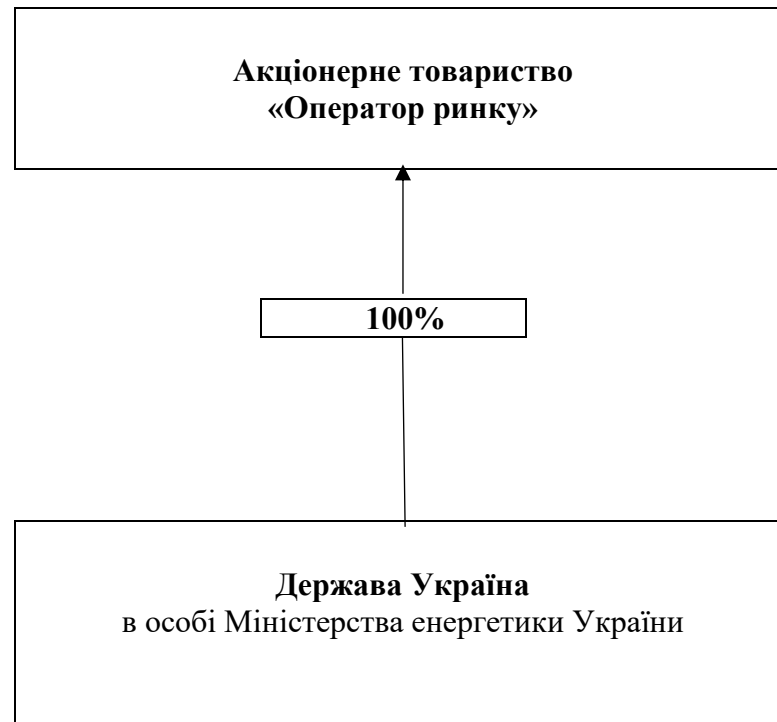 Акціонерне товариство
«Оператор ринку»
100%
Держава Україна
в особі Міністерства енергетики України